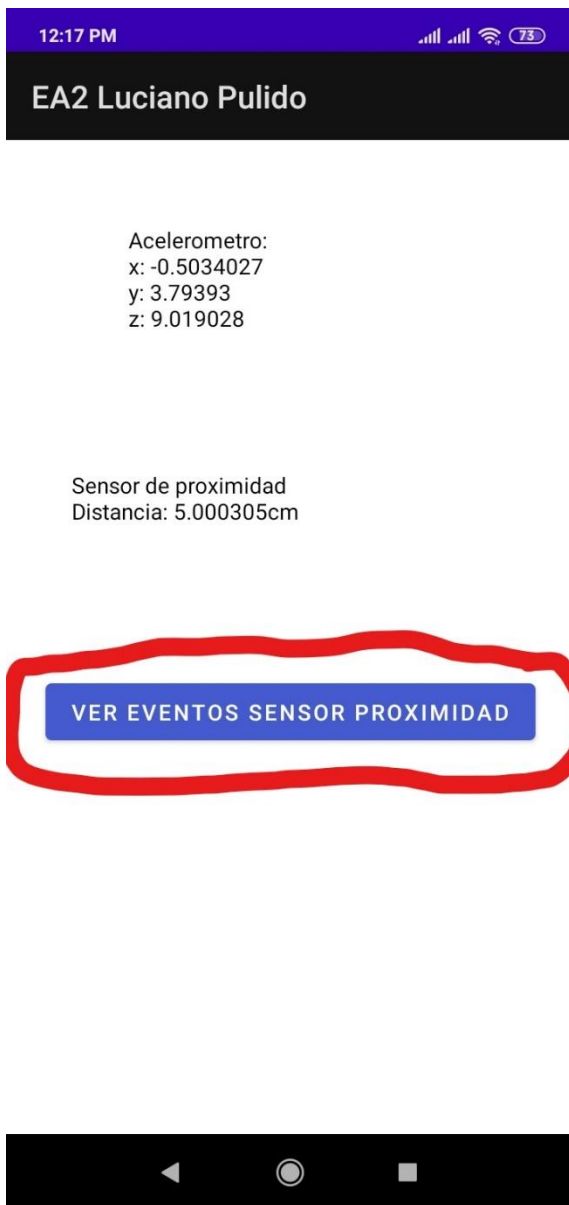 12:17 PM
73
EA2 Luciano Pulido
Acelerometro:
x: -0.5034027
y: 3.79393
z: 9.019028
Sensor de proximidad
Distancia: 5.000305cm
VER EVENTOS SENSOR PROXIMIDAD